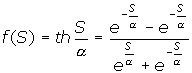 f(S) = th S/α = (e^{-S/α} - e^{-S/α}) / (e^{S/α} + e^{-S/α})